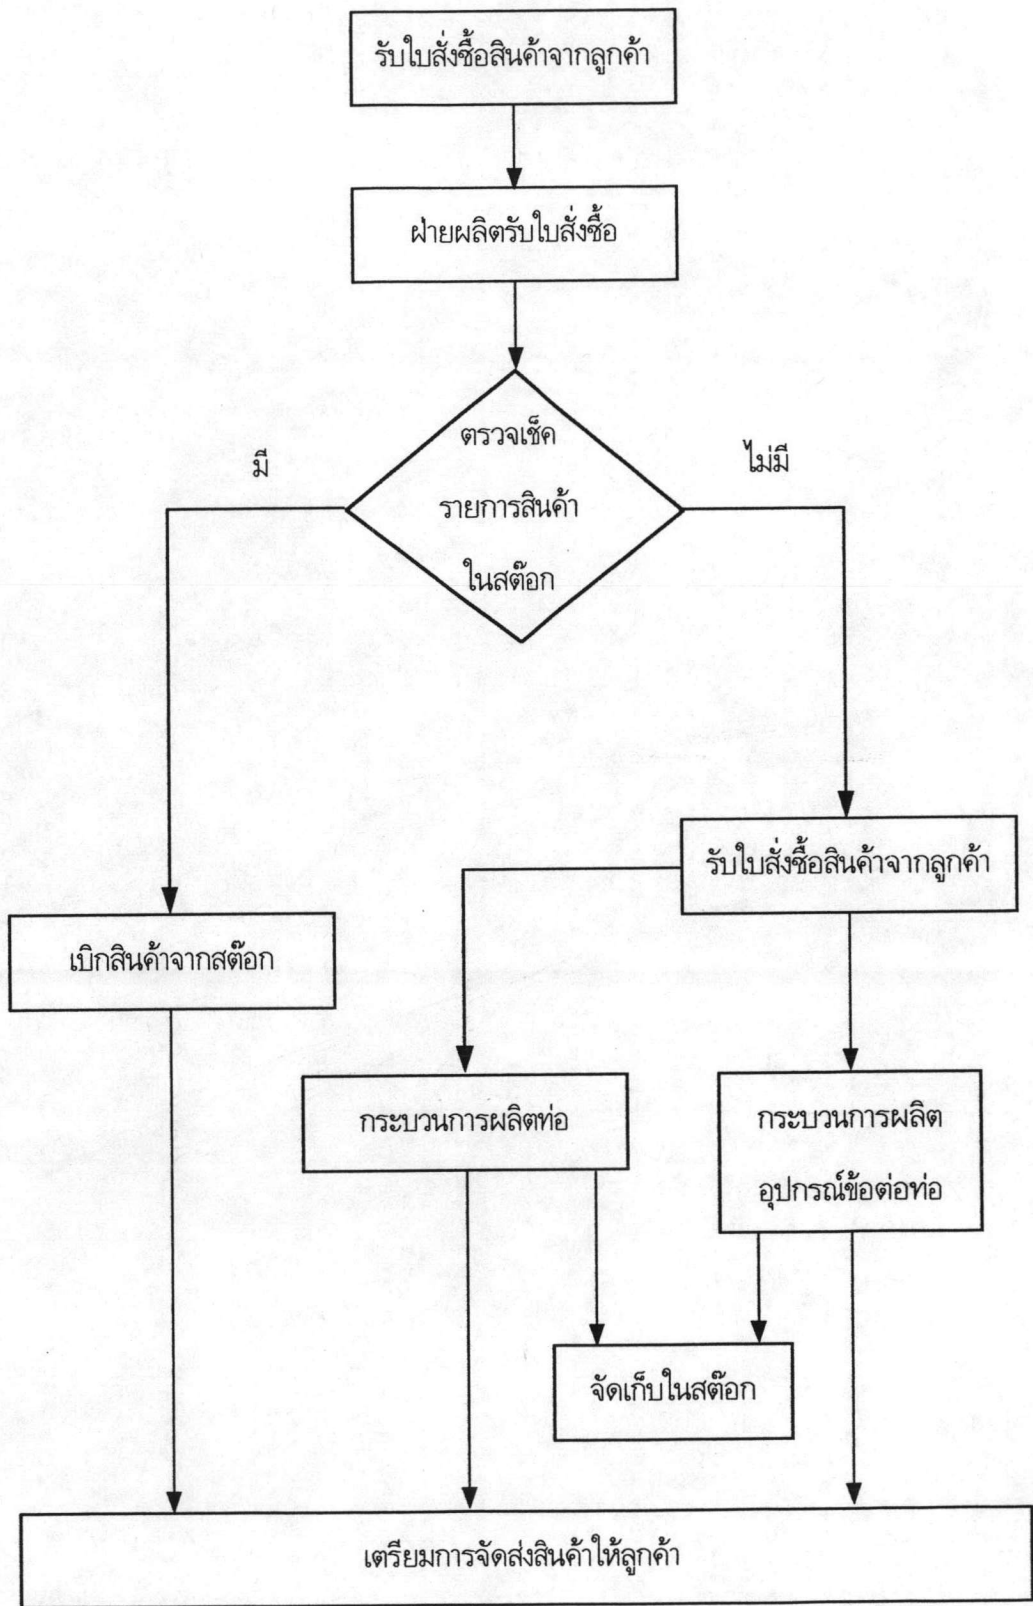 รับใบสั่งซื้อสินค้าจากลูกค้า
ฝ่ายผลิตรับใบสั่งซื้อ
ตรวจเช็ค
รายการสินค้า
ในสต๊อก
มี
ไม่มี
รับใบสั่งซื้อสินค้าจากลูกค้า
เบิกสินค้าจากสต๊อก
กระบวนการผลิตท่อ
กระบวนการผลิต
อุปกรณ์ข้อต่อท่อ
จัดเก็บในสต๊อก
เตรียมการจัดส่งสินค้าให้ลูกค้า